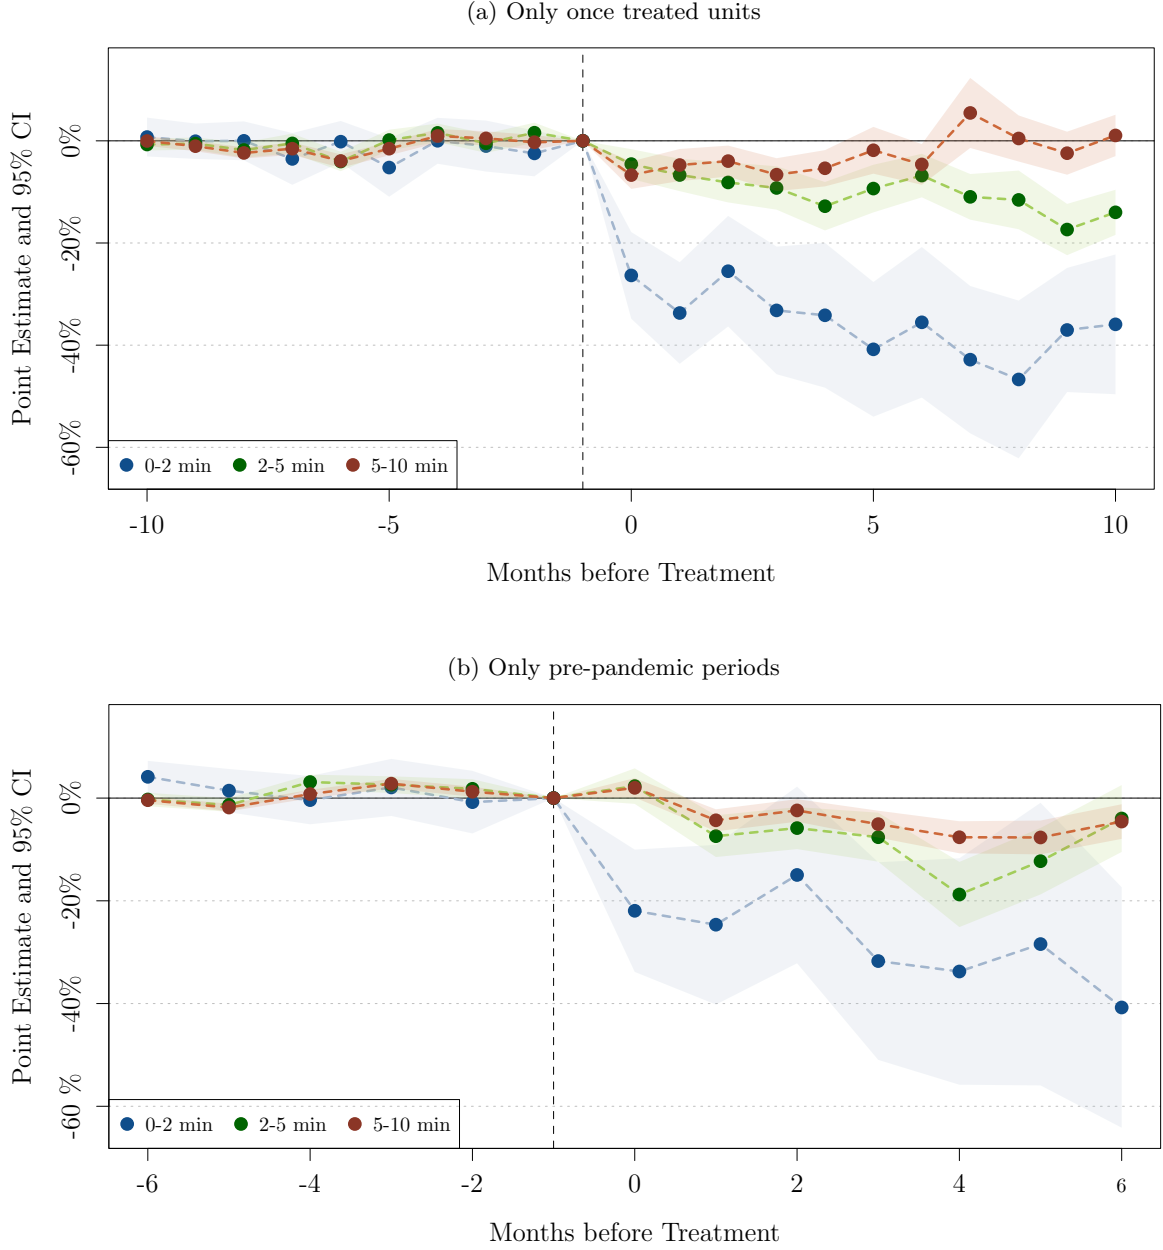 (a) Only once treated units
Point Estimate and 95% CI
0%
-20%
-40%
-60%
0-2 min 2-5 min 5-10 min
-10 -5 0 5 10
Months before Treatment
(b) Only pre-pandemic periods
Point Estimate and 95% CI
0%
-20%
-40%
-60 %
0-2 min 2-5 min 5-10 min
-6 -4 -2 0 2 4 6
Months before Treatment